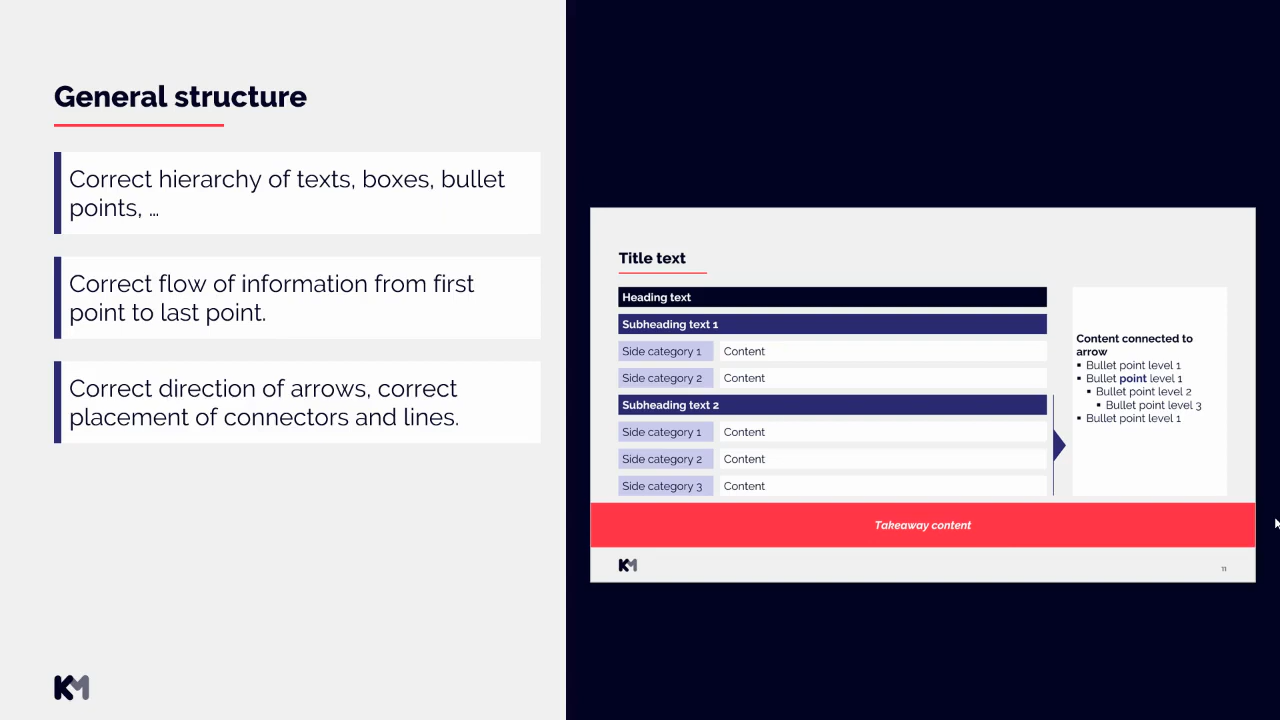 General structure
Correct hierarchy of texts, boxes, bullet
points, ...
Correct flow of information from first
point to last point.
Correct direction of arrows, correct
placement of connectors and lines.
KM
Title text
Heading text
Subheading text 1
Side category 1 Content
Side category 2 Content
Subheading text 2
Side category 1 Content
Side category 2 Content
Side category 3 Content
Content connected to
arrow
▪ Bullet point level 1
▪ Bullet point level 1
▪ Bullet point level 2
▪ Bullet point level 3
▪ Bullet point level 1
Takeaway content
KM
11